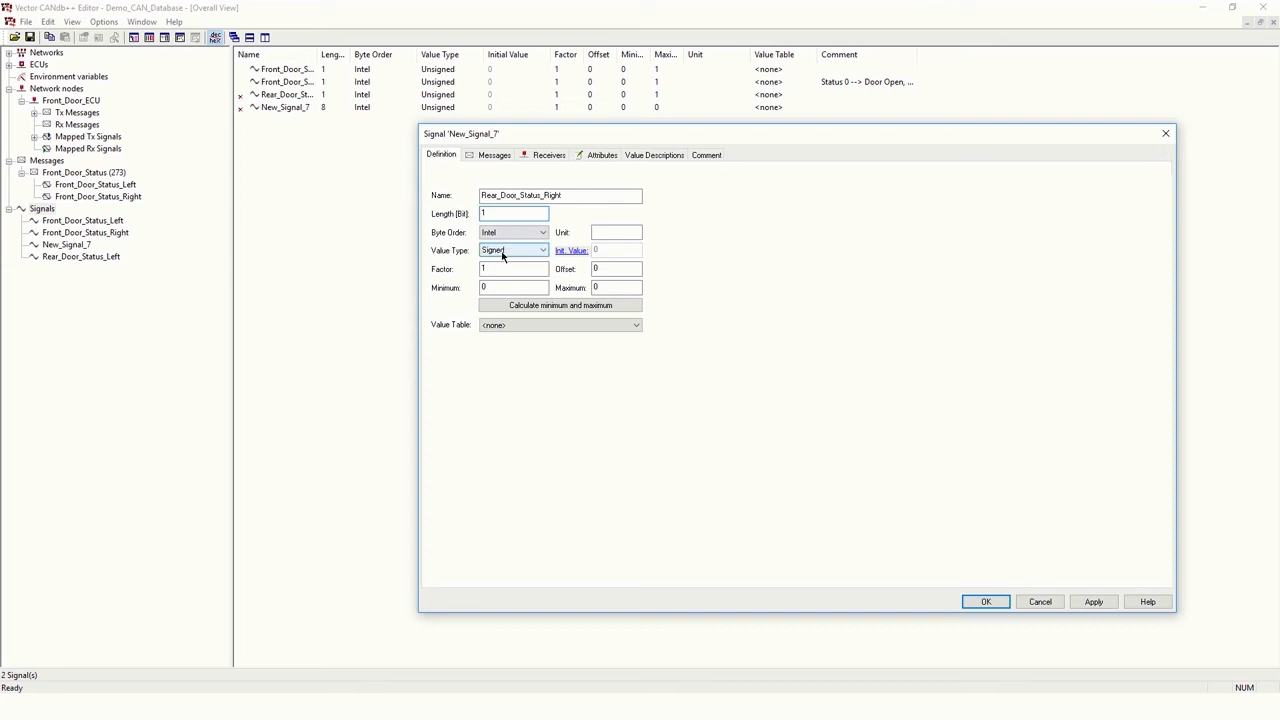 Vector CANdb++ Editor - Demo_CAN_Database - [Overall View]
File Edit View Options Window Help
dec
hex
Networks
ECUs
Environment variables
Network nodes
Front_Door_ECU
Tx Messages
Rx Messages
Mapped Tx Signals
Mapped Rx Signals
Messages
Front_Door_Status (273)
Front_Door_Status_Left
Front_Door_Status_Right
Signals
Front_Door_Status_Left
Front_Door_Status_Right
New_Signal_7
Rear_Door_Status_Left
Name Leng... Byte Order Value Type Initial Value Factor Offset Mini... Maxi... Unit Value Table Comment
Front_Door_S... 1 Intel Unsigned 0 1 0 0 1 <none>
Front_Door_S... 1 Intel Unsigned 0 1 0 0 1 <none> Status 0 --> Door Open, ...
Rear_Door_St... 1 Intel Unsigned 0 1 0 0 1 <none>
New_Signal_7 8 Intel Unsigned 0 1 0 0 0 <none>
Signal 'New_Signal_7'
Definition Messages Receivers Attributes Value Descriptions Comment
Name: Rear_Door_Status_Right
Length [Bit]: 1
Byte Order: Intel Unit:
Value Type: Signed Init. Value: 0
Factor: 1 Offset: 0
Minimum: 0 Maximum: 0
Calculate minimum and maximum
Value Table: <none>
OK Cancel Apply Help
2 Signal(s)
Ready NUM